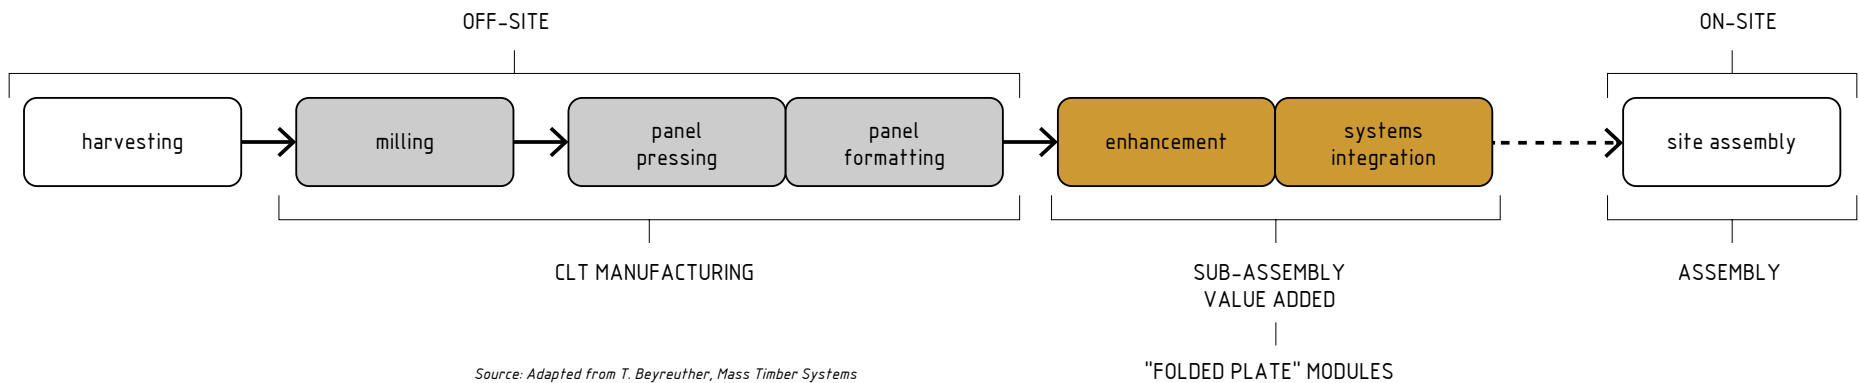 OFF-SITE
ON-SITE
harvesting
milling
panel
pressing
panel
formatting
enhancement
systems
integration
site assembly
CLT MANUFACTURING
SUB-ASSEMBLY
VALUE ADDED
ASSEMBLY
"FOLDED PLATE" MODULES
Source: Adapted from T. Beyreuther, Mass Timber Systems